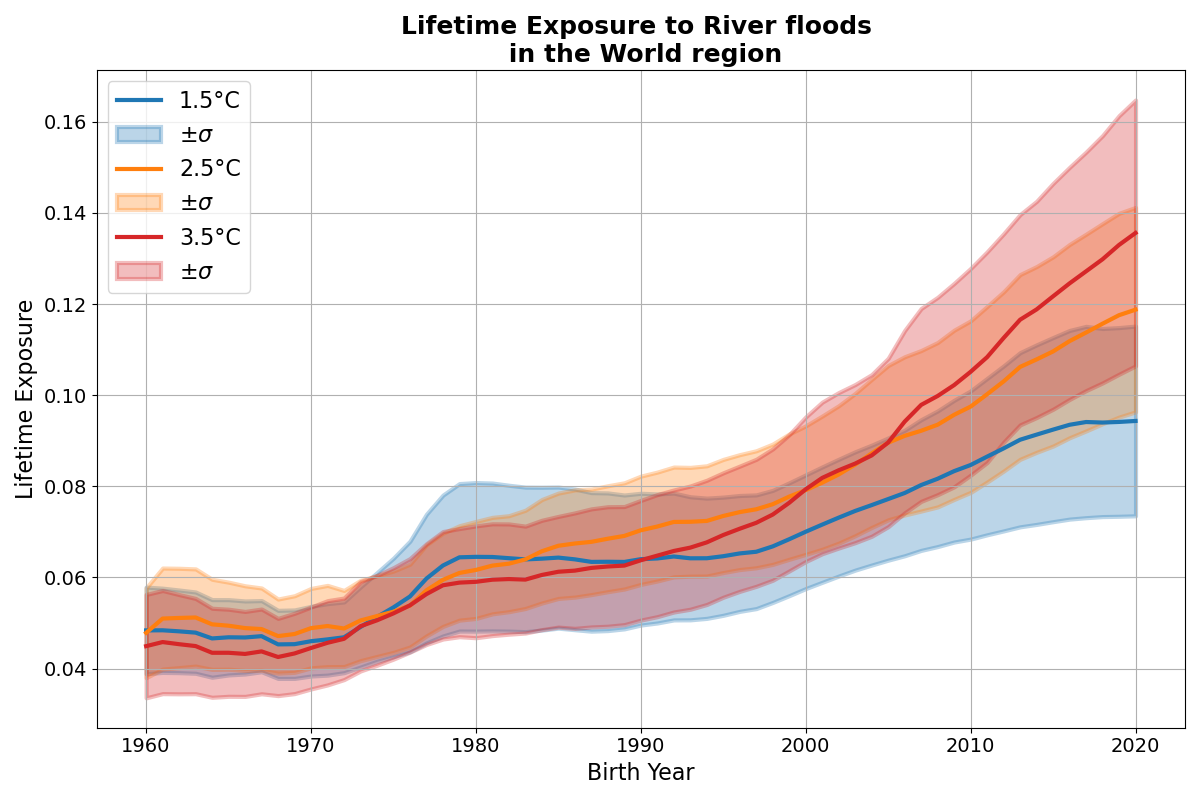 Lifetime Exposure to River floods
in the World region
1.5°C
±σ
2.5°C
±σ
3.5°C
±σ
Lifetime Exposure
0.16
0.14
0.12
0.10
0.08
0.06
0.04
1960 1970 1980 1990 2000 2010 2020
Birth Year